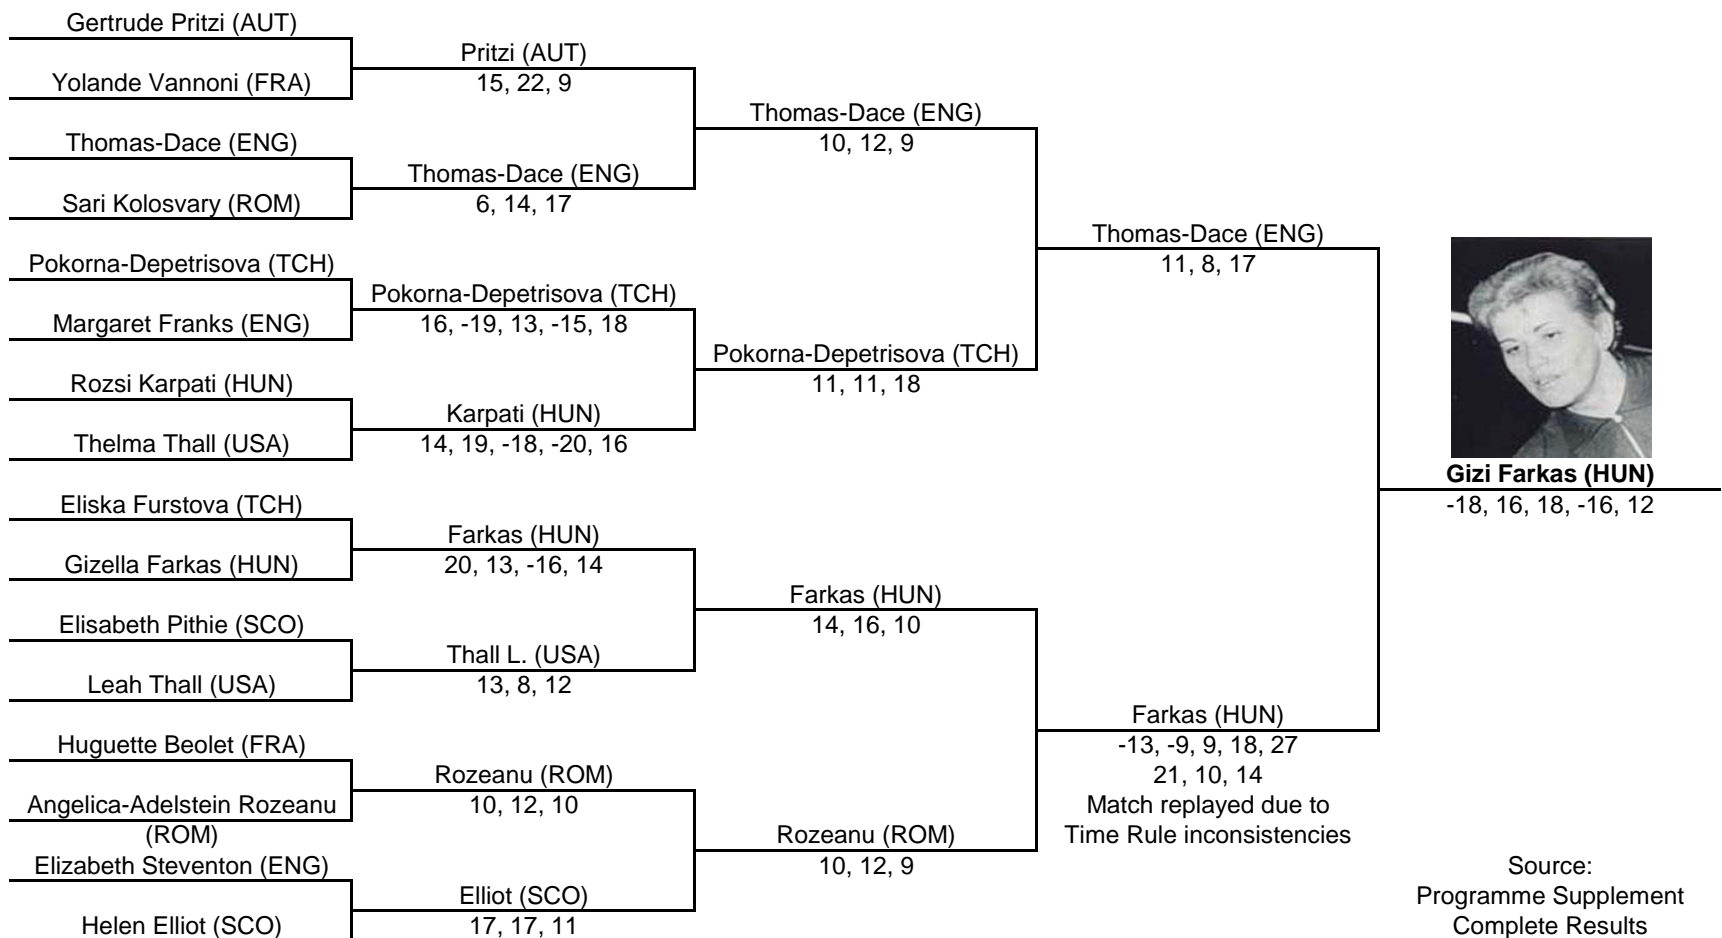 Gertrude Pritzi (AUT)
Yolande Vannoni (FRA)
Thomas-Dace (ENG)
Sari Kolosvary (ROM)
Pokorna-Depetrisova (TCH)
Margaret Franks (ENG)
Rozsi Karpati (HUN)
Thelma Thall (USA)
Eliska Furstova (TCH)
Gizella Farkas (HUN)
Elisabeth Pithie (SCO)
Leah Thall (USA)
Huguette Beolet (FRA)
Angelica-Adelstein Rozeanu
(ROM)
Elizabeth Steventon (ENG)
Helen Elliot (SCO)
Pritzi (AUT)
15, 22, 9
Thomas-Dace (ENG)
6, 14, 17
Pokorna-Depetrisova (TCH)
16, -19, 13, -15, 18
Karpati (HUN)
14, 19, -18, -20, 16
Farkas (HUN)
20, 13, -16, 14
Thall L. (USA)
13, 8, 12
Rozeanu (ROM)
10, 12, 10
Elliot (SCO)
17, 17, 11
Thomas-Dace (ENG)
10, 12, 9
Pokorna-Depetrisova (TCH)
11, 11, 18
Farkas (HUN)
14, 16, 10
Rozeanu (ROM)
10, 12, 9
Thomas-Dace (ENG)
11, 8, 17
Farkas (HUN)
-13, -9, 9, 18, 27
21, 10, 14
Match replayed due to
Time Rule inconsistencies
Gizi Farkas (HUN)
-18, 16, 18, -16, 12
Source:
Programme Supplement
Complete Results